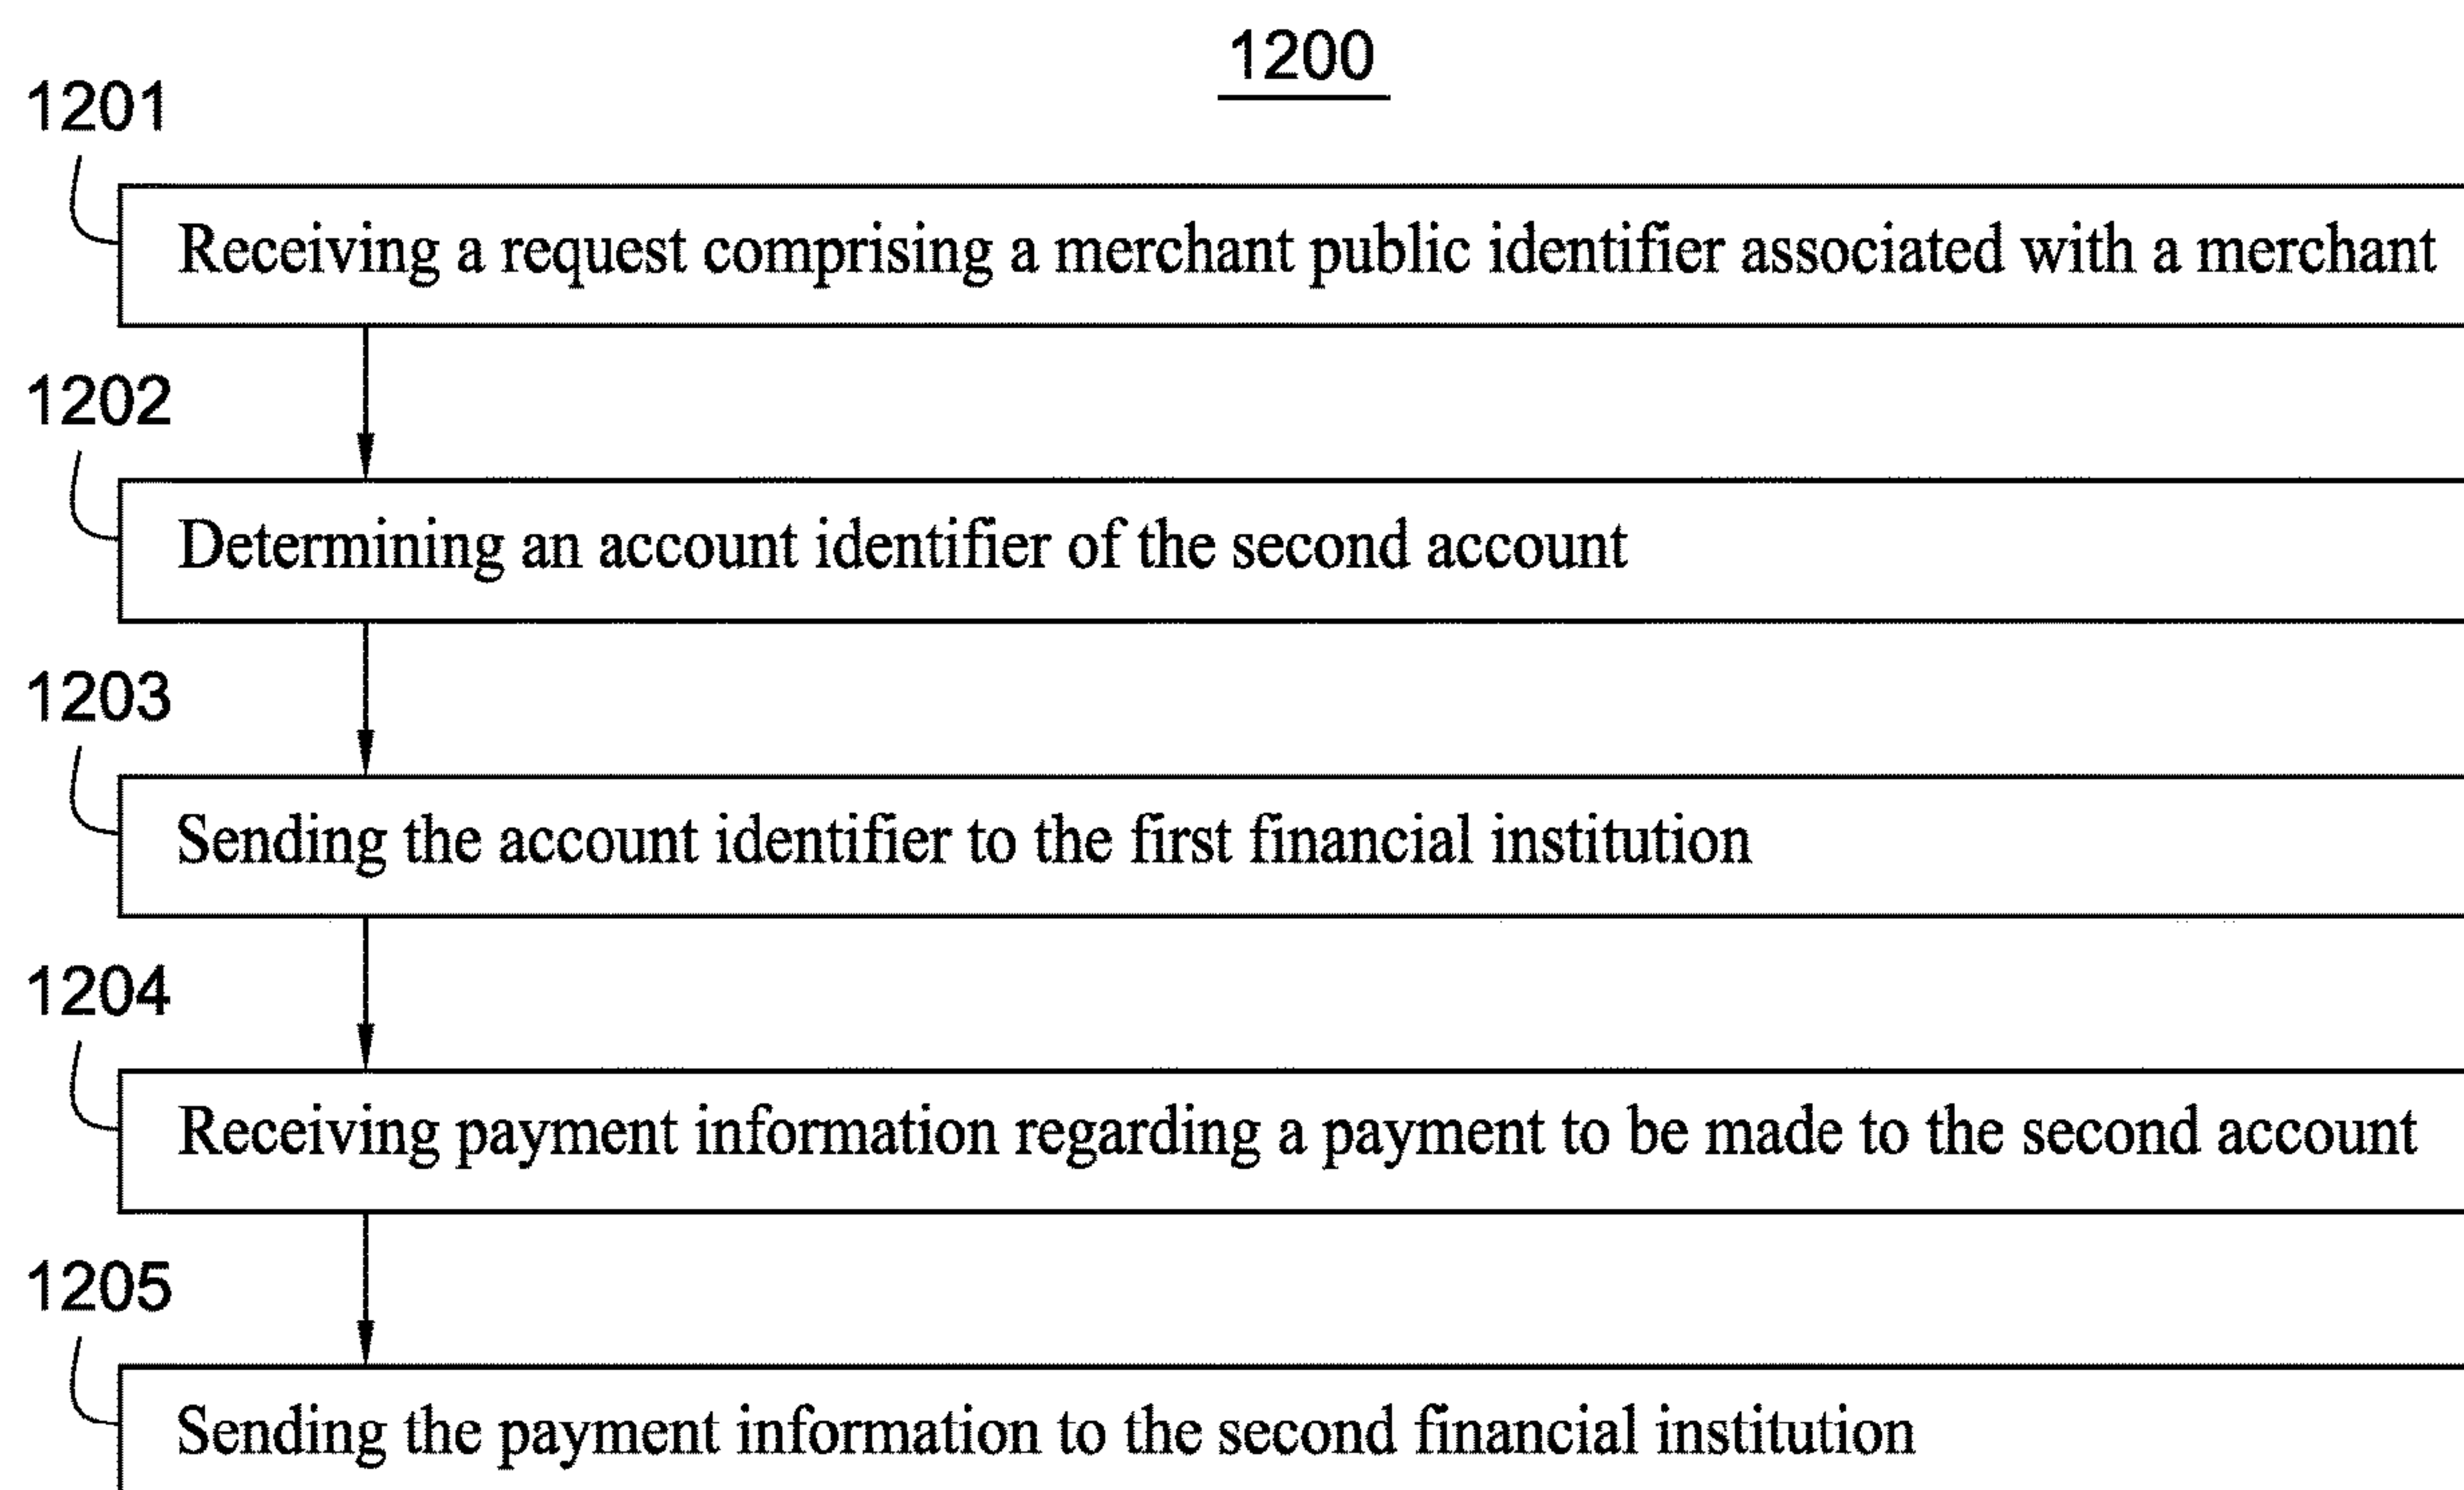 1200
1201
Receiving a request comprising a merchant public identifier associated with a merchant
1202
Determining an account identifier of the second account
1203
Sending the account identifier to the first financial institution
1204
Receiving payment information regarding a payment to be made to the second account
1205
Sending the payment information to the second financial institution